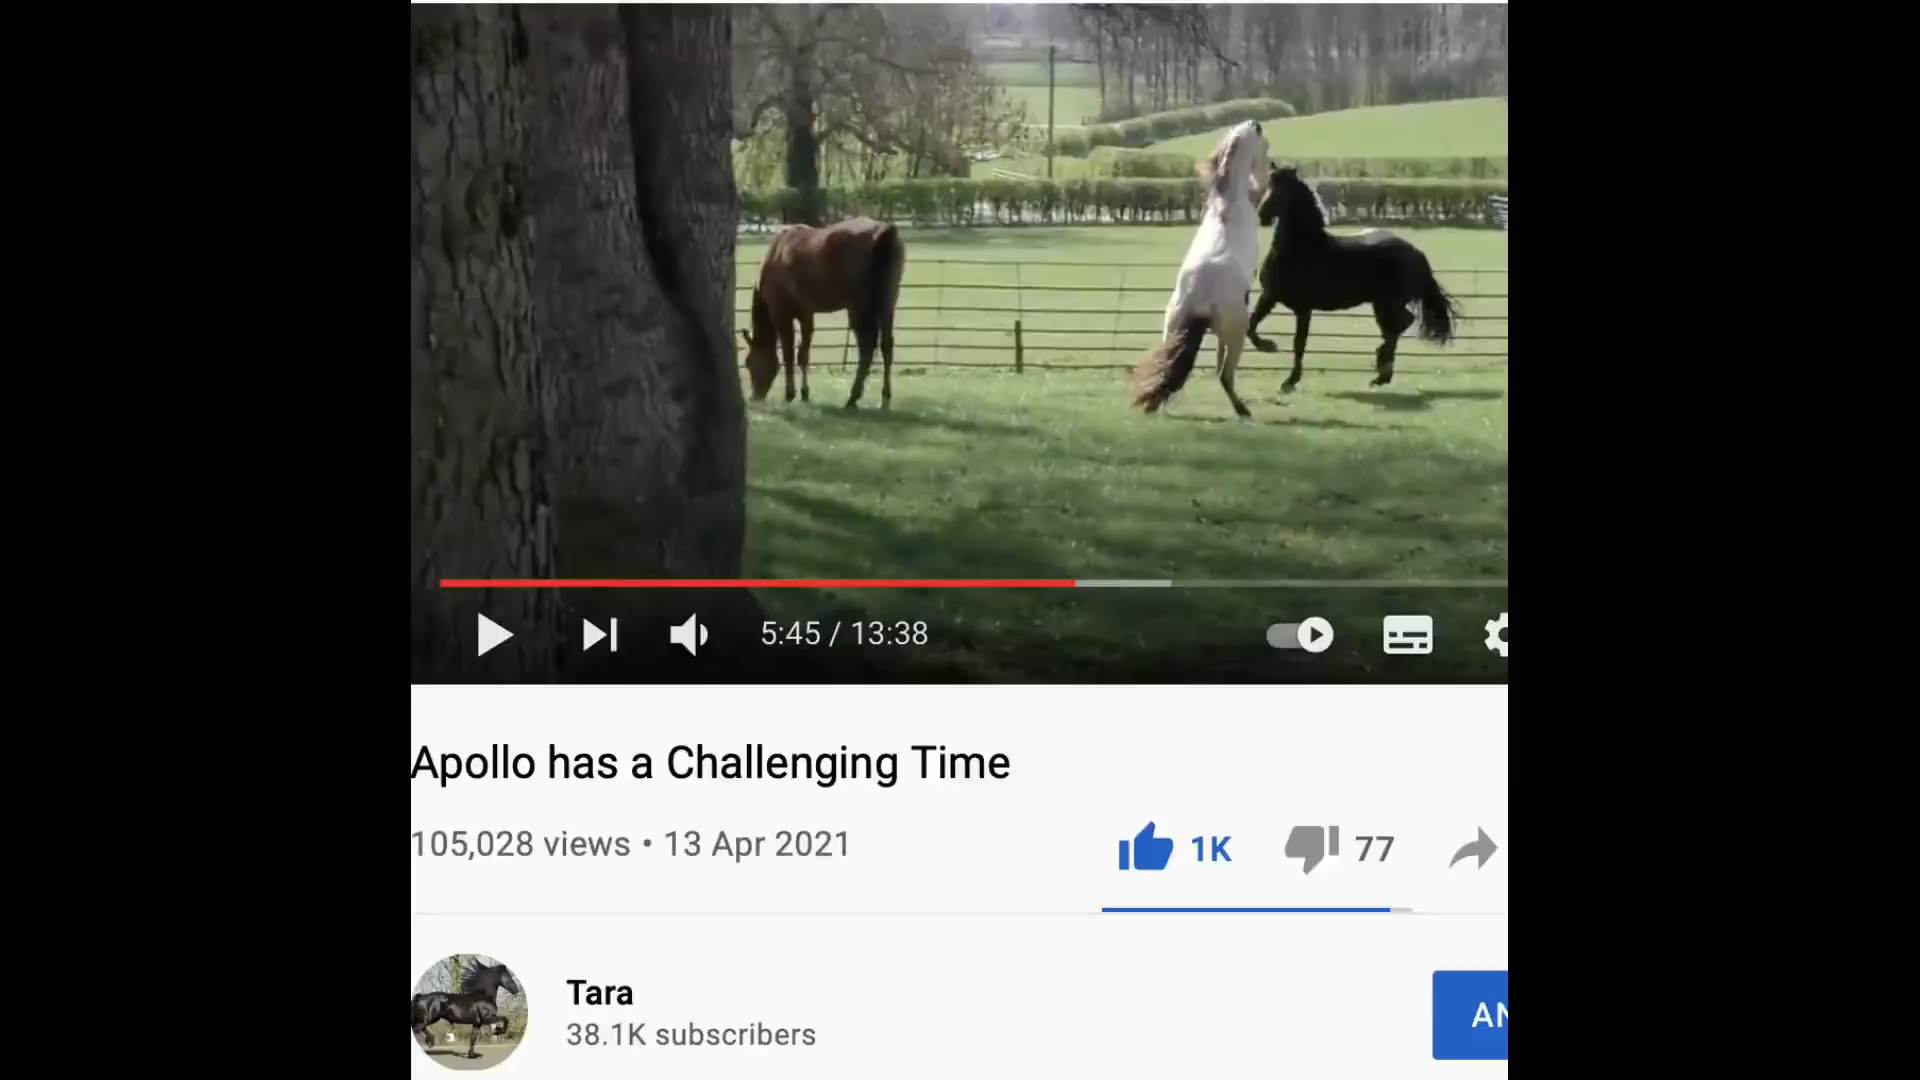 5:45 / 13:38
Apollo has a Challenging Time
105,028 views • 13 Apr 2021
1K
77
Tara
38.1K subscribers
AN